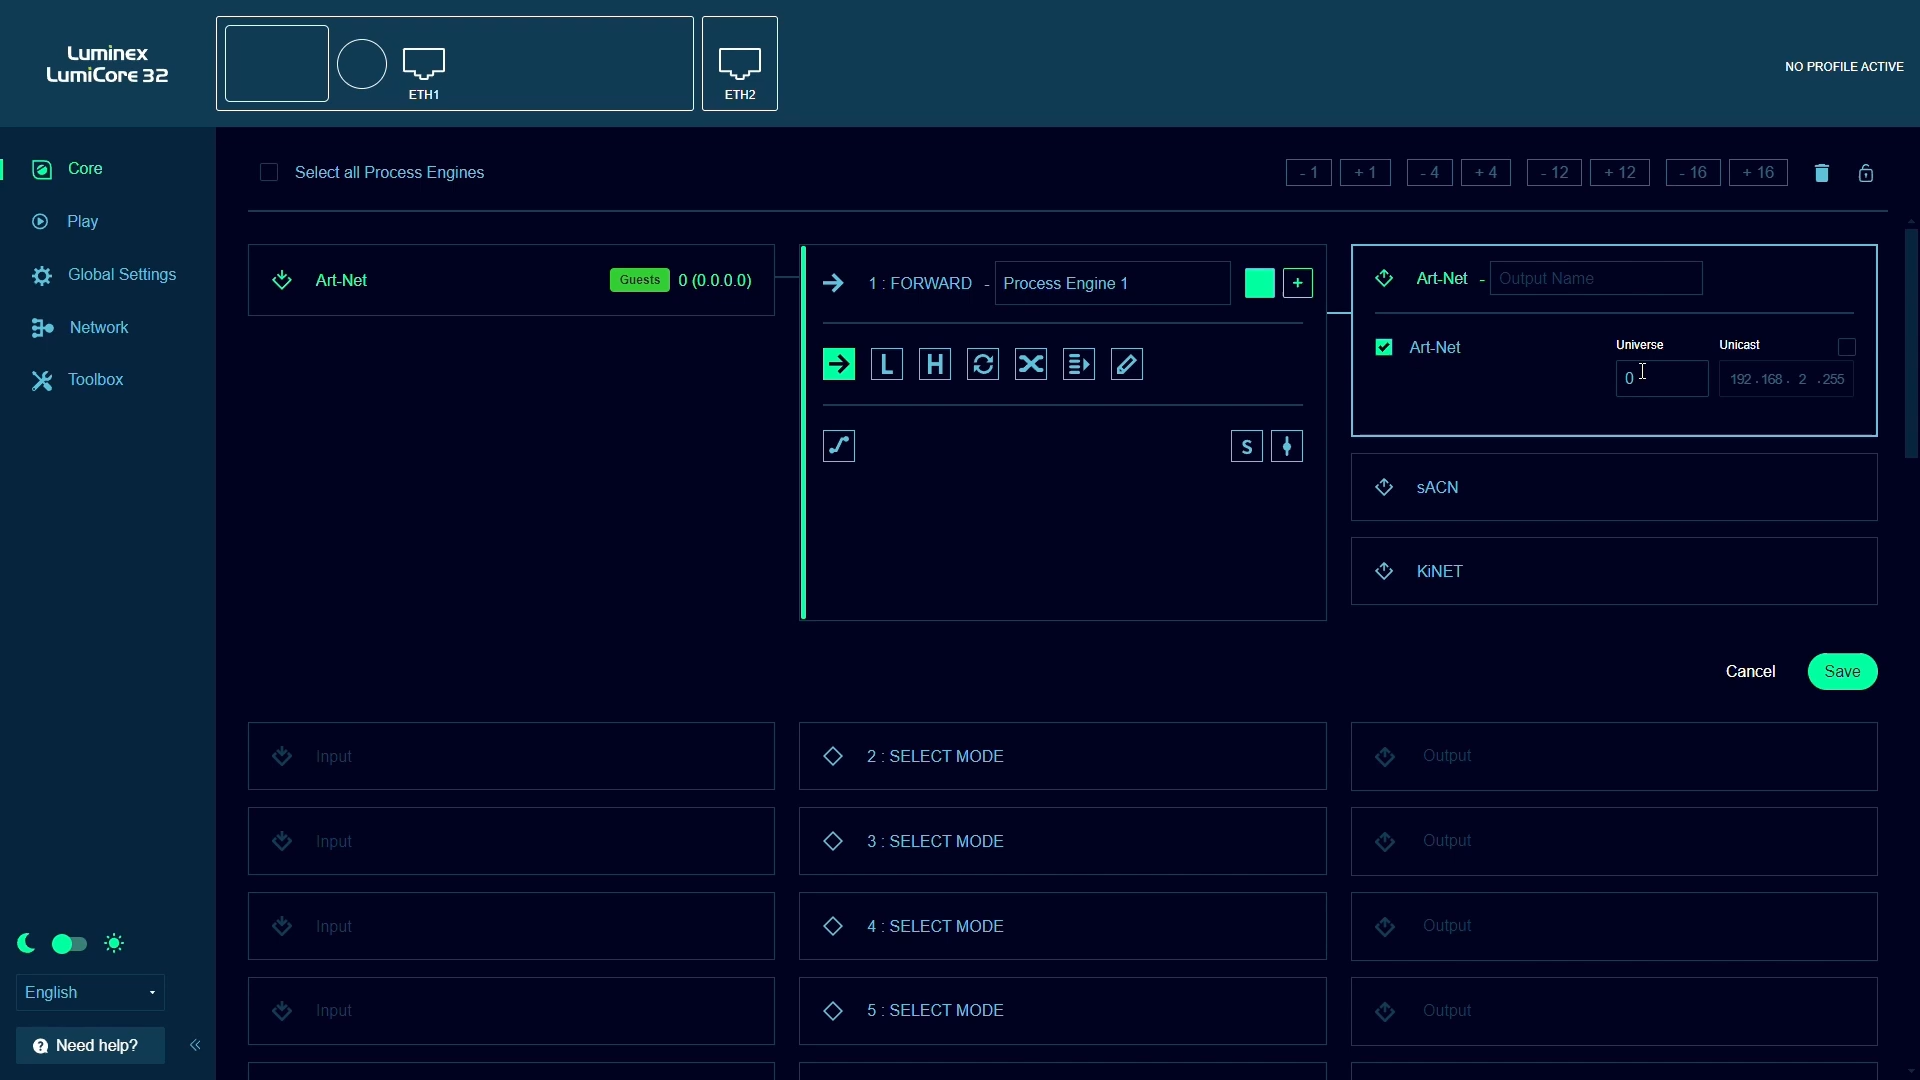 Luminex
LumiCore 32
ETH1
ETH2
NO PROFILE ACTIVE
Core
Play
Global Settings
Network
Toolbox
Select all Process Engines
- 1
+ 1
- 4
+ 4
- 12
+ 12
- 16
+ 16
Art-Net
Guests
0 (0.0.0.0)
1 : FORWARD - Process Engine 1
+
L
H
S
Art-Net - Output Name
Art-Net
Universe
Unicast
0
192 . 168 . 2 . 255
sACN
KiNET
Cancel
Save
Input
2 : SELECT MODE
Output
Input
3 : SELECT MODE
Output
Input
4 : SELECT MODE
Output
Input
5 : SELECT MODE
Output
English
Need help?